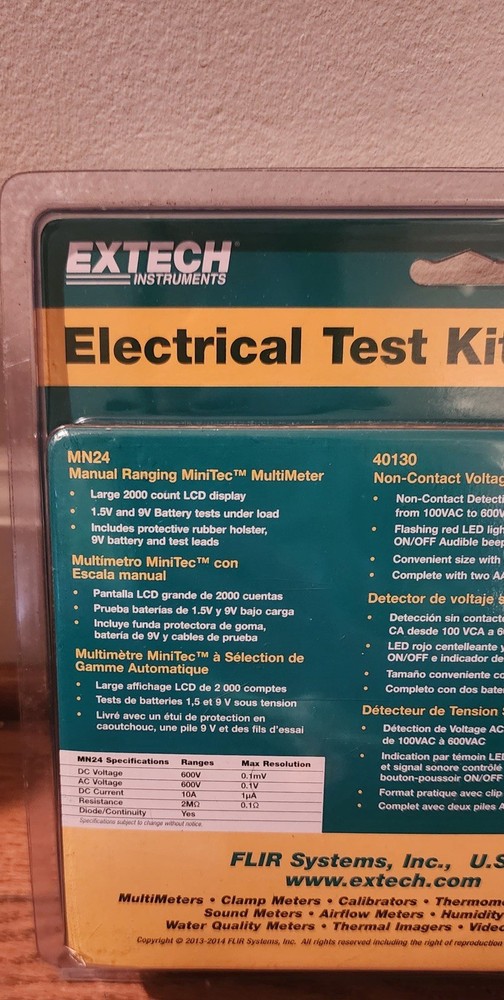 EXTECH
INSTRUMENTS
Electrical Test Kit
MN24
Manual Ranging MiniTec™ MultiMeter
• Large 2000 count LCD display
• 1.5V and 9V Battery tests under load
• Includes protective rubber holster,
9V battery and test leads
Multímetro MiniTec™ con
Escala manual
• Pantalla LCD grande de 2000 cuentas
• Prueba baterías de 1.5V y 9V bajo carga
• Incluye funda protectora de goma,
batería de 9V y cables de prueba
Multimètre MiniTec™ à Sélection de
Gamme Automatique
• Large affichage LCD de 2 000 comptes
• Tests de batteries 1,5 et 9 V sous tension
• Livré avec un étui de protection en
caoutchouc, une pile 9 V et des fils d'essai
MN24 Specifications Ranges Max Resolution
DC Voltage 600V 0.1mV
AC Voltage 600V 0.1V
DC Current 10A 1µA
Resistance 2MΩ 0.1Ω
Diode/Continuity Yes
Specifications subject to change without notice.
40130
Non-Contact Voltag
• Non-Contact Detecti
from 100VAC to 600V
• Flashing red LED ligh
ON/OFF Audible beep
• Convenient size with
• Complete with two A
Detector de voltaje s
• Detección sin contacto
CA desde 100 VCA a 6
• LED rojo centelleante y
ON/OFF e indicador de
• Tamaño conveniente co
• Completo con dos bate
Détecteur de Tension S
• Détection de Voltage AC
de 100VAC à 600VAC
• Indication par témoin LED
et signal sonore contrôlé
bouton-poussoir ON/OFF
• Format pratique avec clip
• Complet avec deux piles A
FLIR Systems, Inc., U.S
www.extech.com
MultiMeters • Clamp Meters • Calibrators • Thermome
Sound Meters • Airflow Meters • Humidity
Water Quality Meters • Thermal Imagers • Video
Copyright © 2013-2014 FLIR Systems, Inc. All rights reserved including the right of reproduction